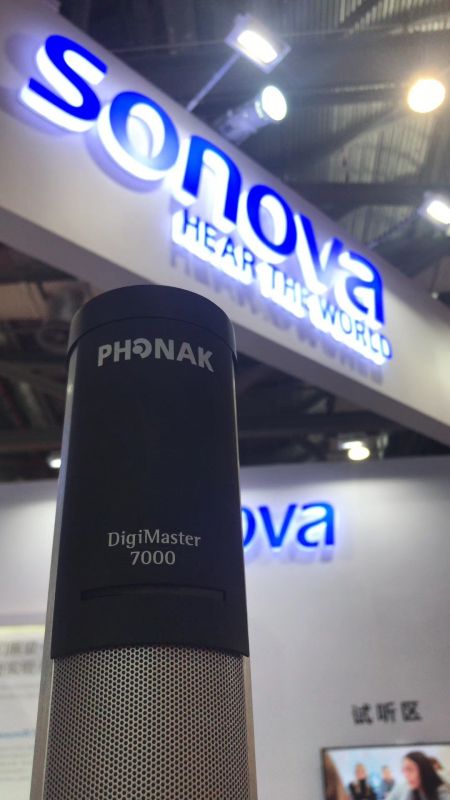 sonova
HEAR THE WORLD
PHONAK
DigiMaster
7000
ova
试听区